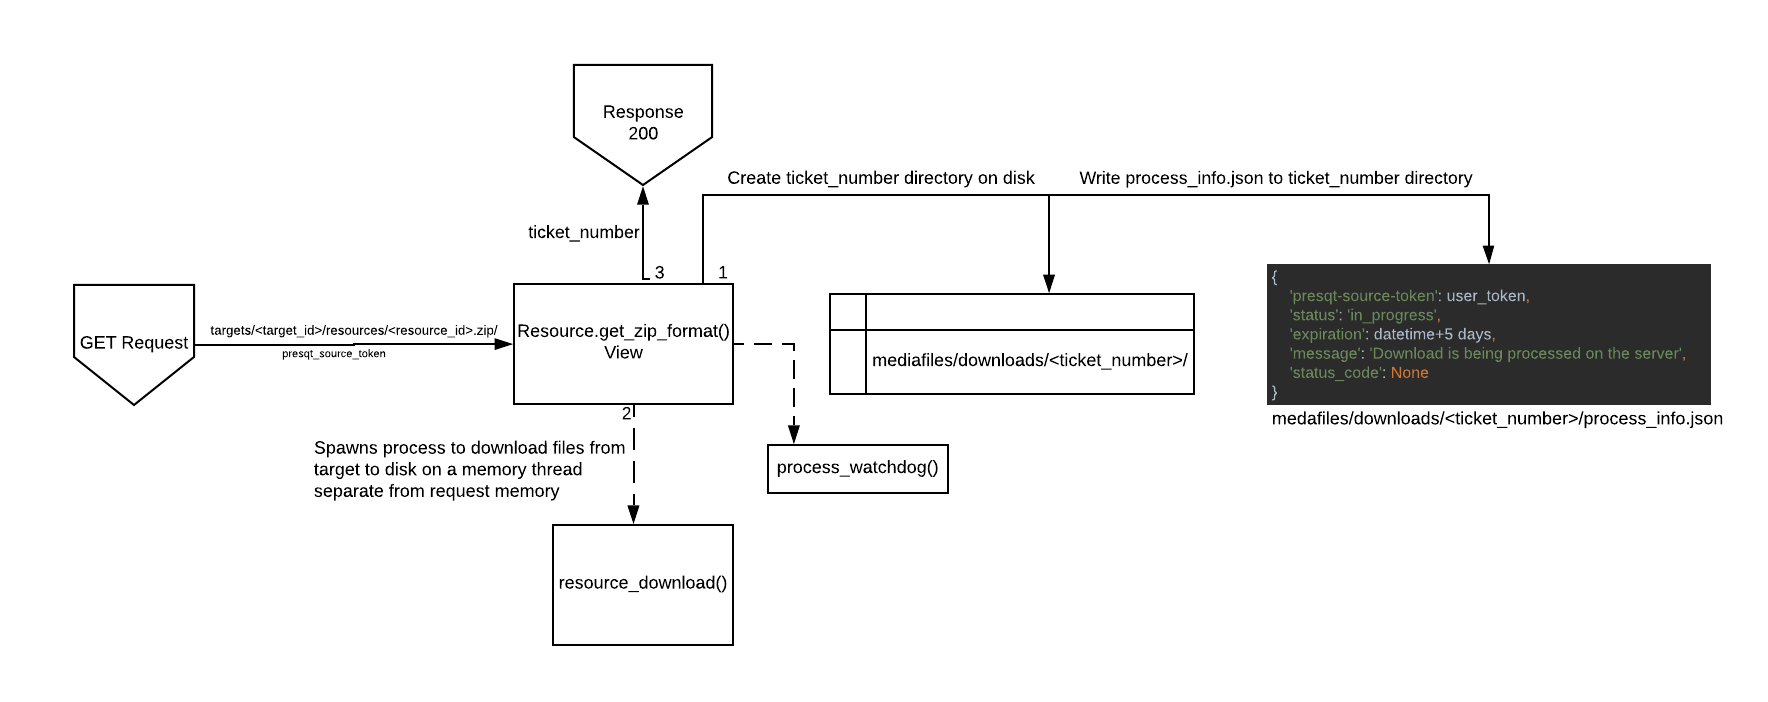 Response
200
Create ticket_number directory on disk
Write process_info.json to ticket_number directory
ticket_number
3
1
GET Request
targets/<target_id>/resources/<resource_id>.zip/
presqt_source_token
Resource.get_zip_format()
View
mediafiles/downloads/<ticket_number>/
{
'presqt-source-token': user_token,
'status': 'in_progress',
'expiration': datetime+5 days,
'message': 'Download is being processed on the server',
'status_code': None
}
medafiles/downloads/<ticket_number>/process_info.json
2
Spawns process to download files from
target to disk on a memory thread
separate from request memory
process_watchdog()
resource_download()